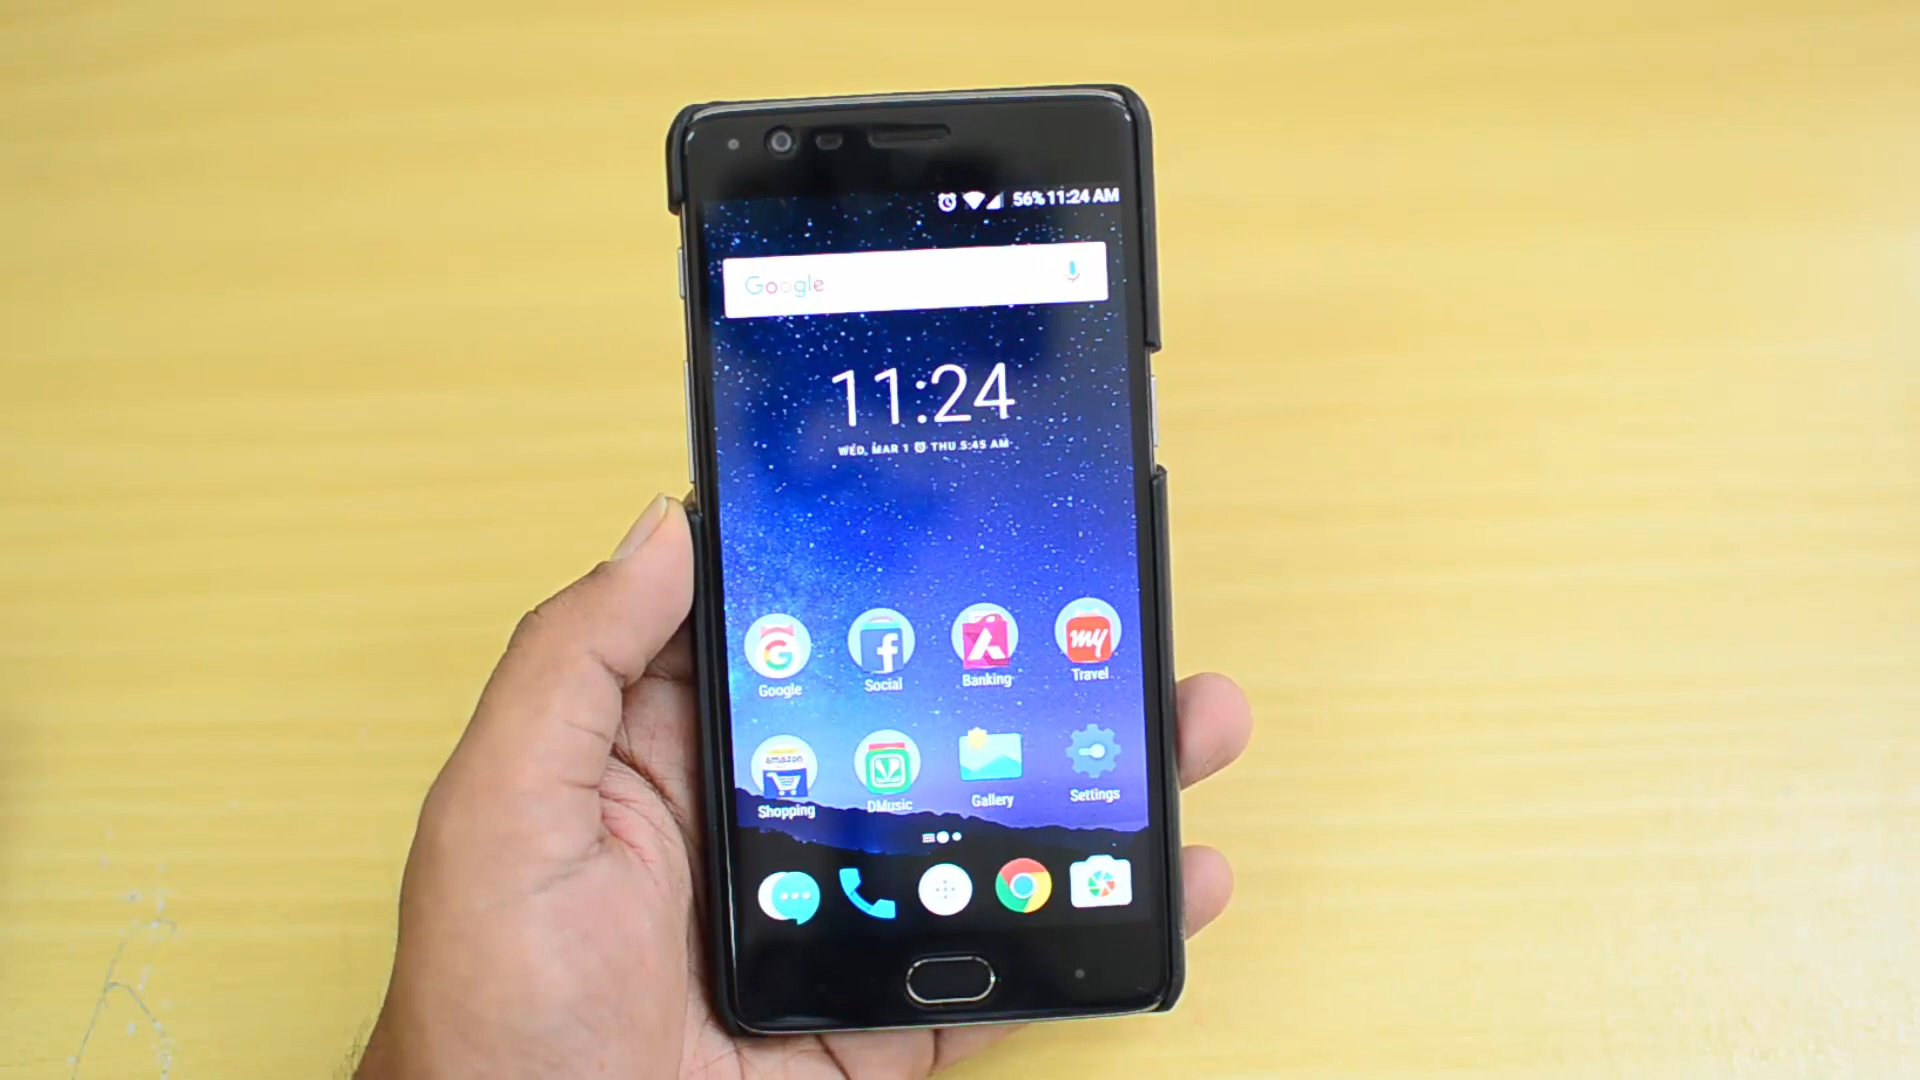 56% 11:24 AM
Google
11:24
WED, MAR 1 THU 5:45 AM
G
f
my
Google
Social
Banking
Travel
amazon
Shopping
DMusic
Gallery
Settings